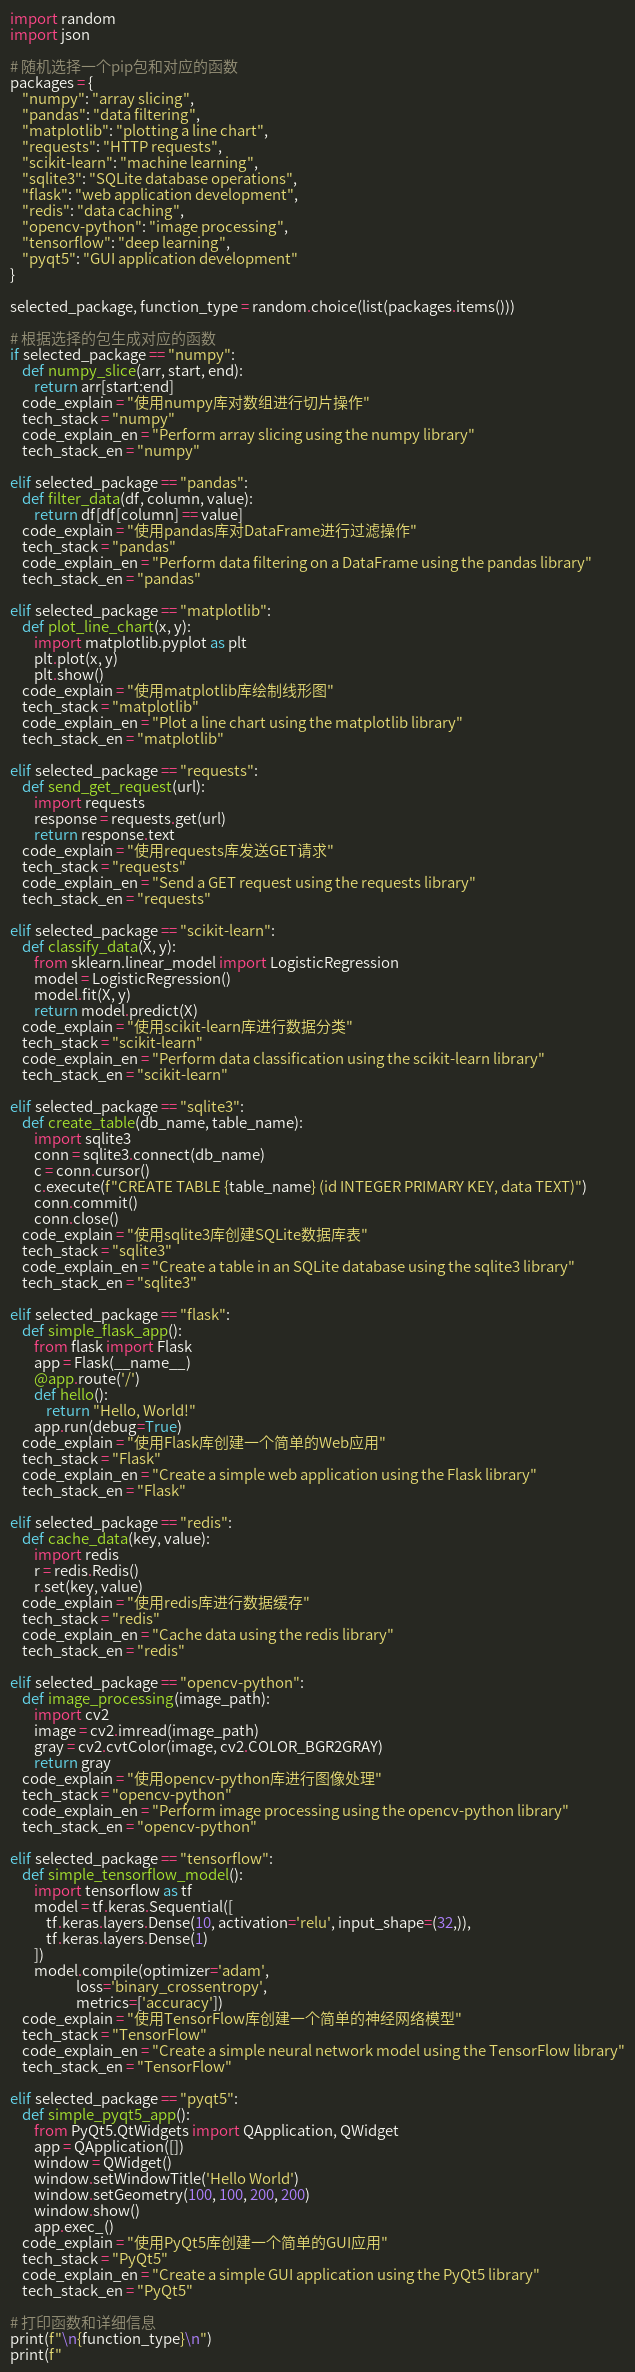 import random
import json

# 随机选择一个pip包和对应的函数
packages = {
    "numpy": "array slicing",
    "pandas": "data filtering",
    "matplotlib": "plotting a line chart",
    "requests": "HTTP requests",
    "scikit-learn": "machine learning",
    "sqlite3": "SQLite database operations",
    "flask": "web application development",
    "redis": "data caching",
    "opencv-python": "image processing",
    "tensorflow": "deep learning",
    "pyqt5": "GUI application development"
}

selected_package, function_type = random.choice(list(packages.items()))

# 根据选择的包生成对应的函数
if selected_package == "numpy":
    def numpy_slice(arr, start, end):
        return arr[start:end]
    code_explain = "使用numpy库对数组进行切片操作"
    tech_stack = "numpy"
    code_explain_en = "Perform array slicing using the numpy library"
    tech_stack_en = "numpy"

elif selected_package == "pandas":
    def filter_data(df, column, value):
        return df[df[column] == value]
    code_explain = "使用pandas库对DataFrame进行过滤操作"
    tech_stack = "pandas"
    code_explain_en = "Perform data filtering on a DataFrame using the pandas library"
    tech_stack_en = "pandas"

elif selected_package == "matplotlib":
    def plot_line_chart(x, y):
        import matplotlib.pyplot as plt
        plt.plot(x, y)
        plt.show()
    code_explain = "使用matplotlib库绘制线形图"
    tech_stack = "matplotlib"
    code_explain_en = "Plot a line chart using the matplotlib library"
    tech_stack_en = "matplotlib"

elif selected_package == "requests":
    def send_get_request(url):
        import requests
        response = requests.get(url)
        return response.text
    code_explain = "使用requests库发送GET请求"
    tech_stack = "requests"
    code_explain_en = "Send a GET request using the requests library"
    tech_stack_en = "requests"

elif selected_package == "scikit-learn":
    def classify_data(X, y):
        from sklearn.linear_model import LogisticRegression
        model = LogisticRegression()
        model.fit(X, y)
        return model.predict(X)
    code_explain = "使用scikit-learn库进行数据分类"
    tech_stack = "scikit-learn"
    code_explain_en = "Perform data classification using the scikit-learn library"
    tech_stack_en = "scikit-learn"

elif selected_package == "sqlite3":
    def create_table(db_name, table_name):
        import sqlite3
        conn = sqlite3.connect(db_name)
        c = conn.cursor()
        c.execute(f"CREATE TABLE {table_name} (id INTEGER PRIMARY KEY, data TEXT)")
        conn.commit()
        conn.close()
    code_explain = "使用sqlite3库创建SQLite数据库表"
    tech_stack = "sqlite3"
    code_explain_en = "Create a table in an SQLite database using the sqlite3 library"
    tech_stack_en = "sqlite3"

elif selected_package == "flask":
    def simple_flask_app():
        from flask import Flask
        app = Flask(__name__)
        @app.route('/')
        def hello():
            return "Hello, World!"
        app.run(debug=True)
    code_explain = "使用Flask库创建一个简单的Web应用"
    tech_stack = "Flask"
    code_explain_en = "Create a simple web application using the Flask library"
    tech_stack_en = "Flask"

elif selected_package == "redis":
    def cache_data(key, value):
        import redis
        r = redis.Redis()
        r.set(key, value)
    code_explain = "使用redis库进行数据缓存"
    tech_stack = "redis"
    code_explain_en = "Cache data using the redis library"
    tech_stack_en = "redis"

elif selected_package == "opencv-python":
    def image_processing(image_path):
        import cv2
        image = cv2.imread(image_path)
        gray = cv2.cvtColor(image, cv2.COLOR_BGR2GRAY)
        return gray
    code_explain = "使用opencv-python库进行图像处理"
    tech_stack = "opencv-python"
    code_explain_en = "Perform image processing using the opencv-python library"
    tech_stack_en = "opencv-python"

elif selected_package == "tensorflow":
    def simple_tensorflow_model():
        import tensorflow as tf
        model = tf.keras.Sequential([
            tf.keras.layers.Dense(10, activation='relu', input_shape=(32,)),
            tf.keras.layers.Dense(1)
        ])
        model.compile(optimizer='adam',
                      loss='binary_crossentropy',
                      metrics=['accuracy'])
    code_explain = "使用TensorFlow库创建一个简单的神经网络模型"
    tech_stack = "TensorFlow"
    code_explain_en = "Create a simple neural network model using the TensorFlow library"
    tech_stack_en = "TensorFlow"

elif selected_package == "pyqt5":
    def simple_pyqt5_app():
        from PyQt5.QtWidgets import QApplication, QWidget
        app = QApplication([])
        window = QWidget()
        window.setWindowTitle('Hello World')
        window.setGeometry(100, 100, 200, 200)
        window.show()
        app.exec_()
    code_explain = "使用PyQt5库创建一个简单的GUI应用"
    tech_stack = "PyQt5"
    code_explain_en = "Create a simple GUI application using the PyQt5 library"
    tech_stack_en = "PyQt5"

# 打印函数和详细信息
print(f"\n{function_type}\n")
print(f"